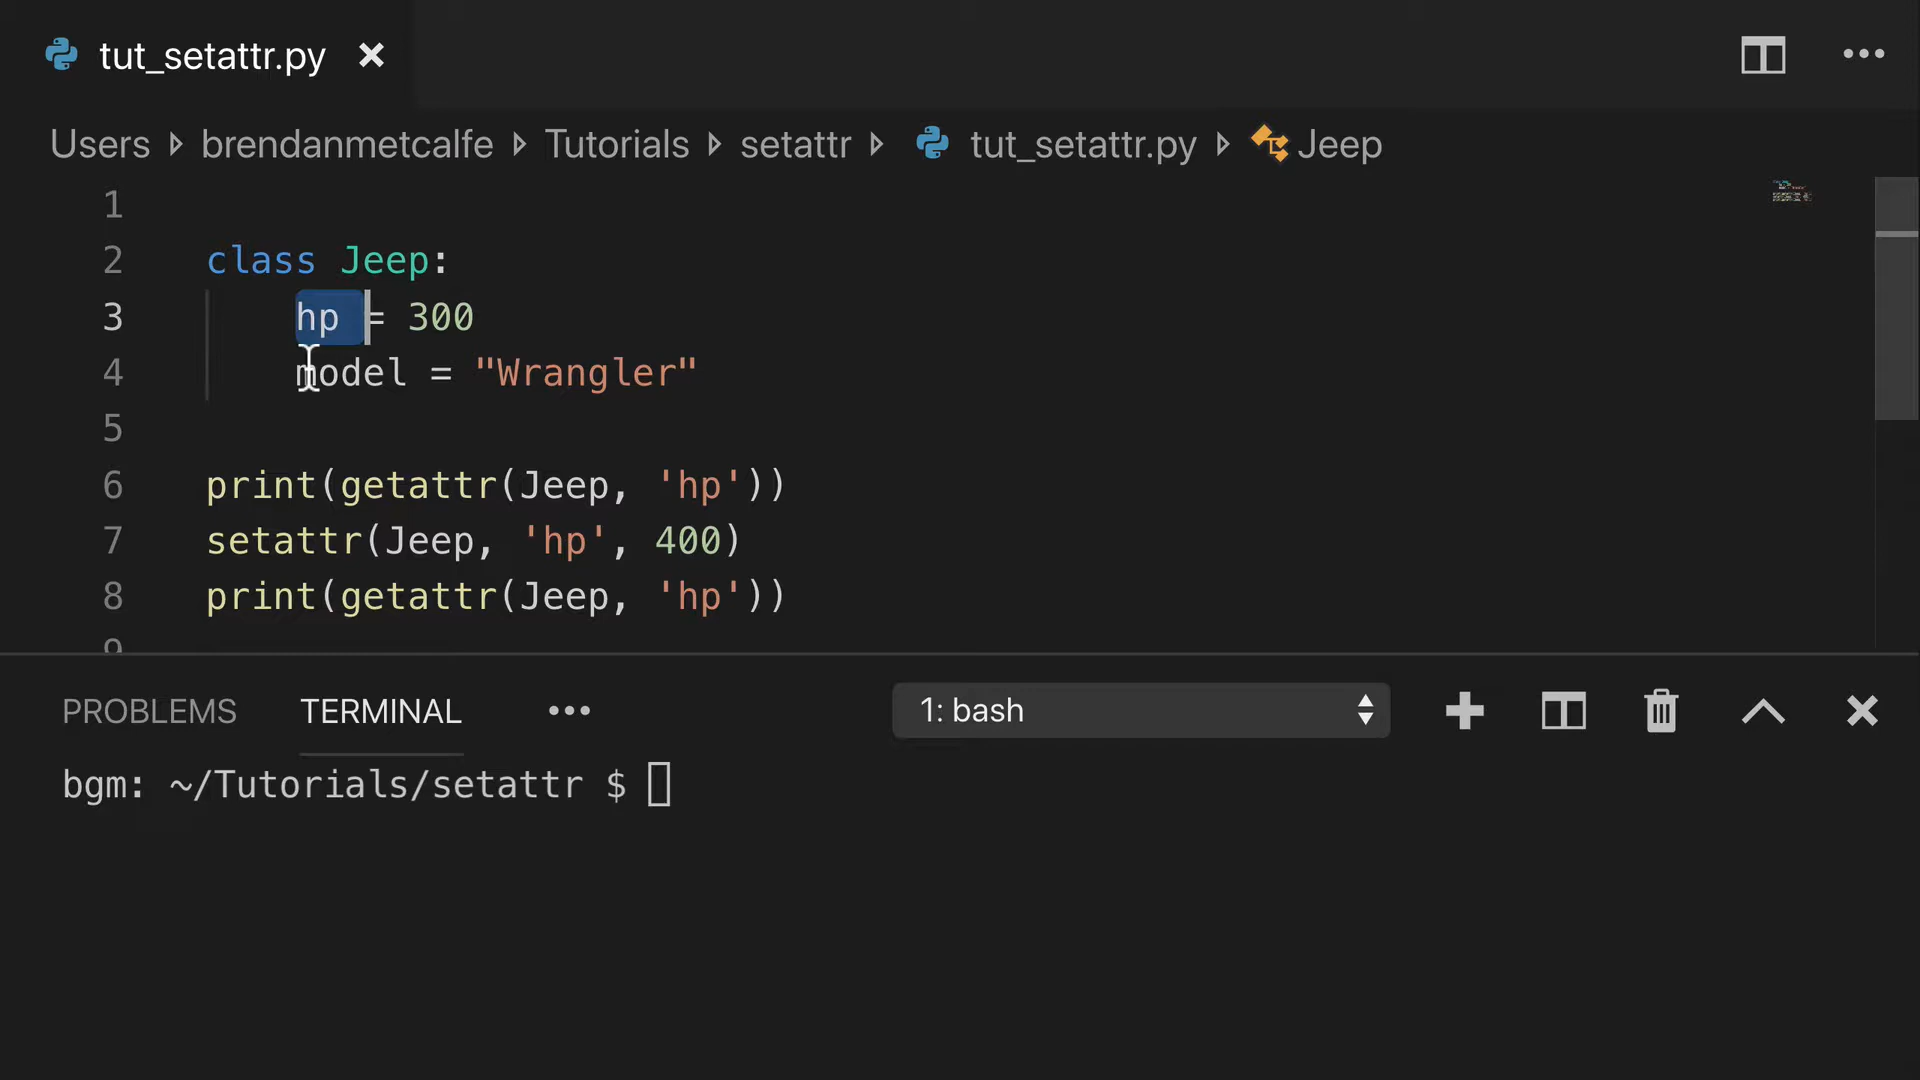 tut_setattr.py
Users brendanmetcalfe Tutorials setattr tut_setattr.py Jeep
1
2 class Jeep:
3 hp = 300
4 model = "Wrangler"
5
6 print(getattr(Jeep, 'hp'))
7 setattr(Jeep, 'hp', 400)
8 print(getattr(Jeep, 'hp'))
9
PROBLEMS TERMINAL 1: bash
bgm: ~/Tutorials/setattr $